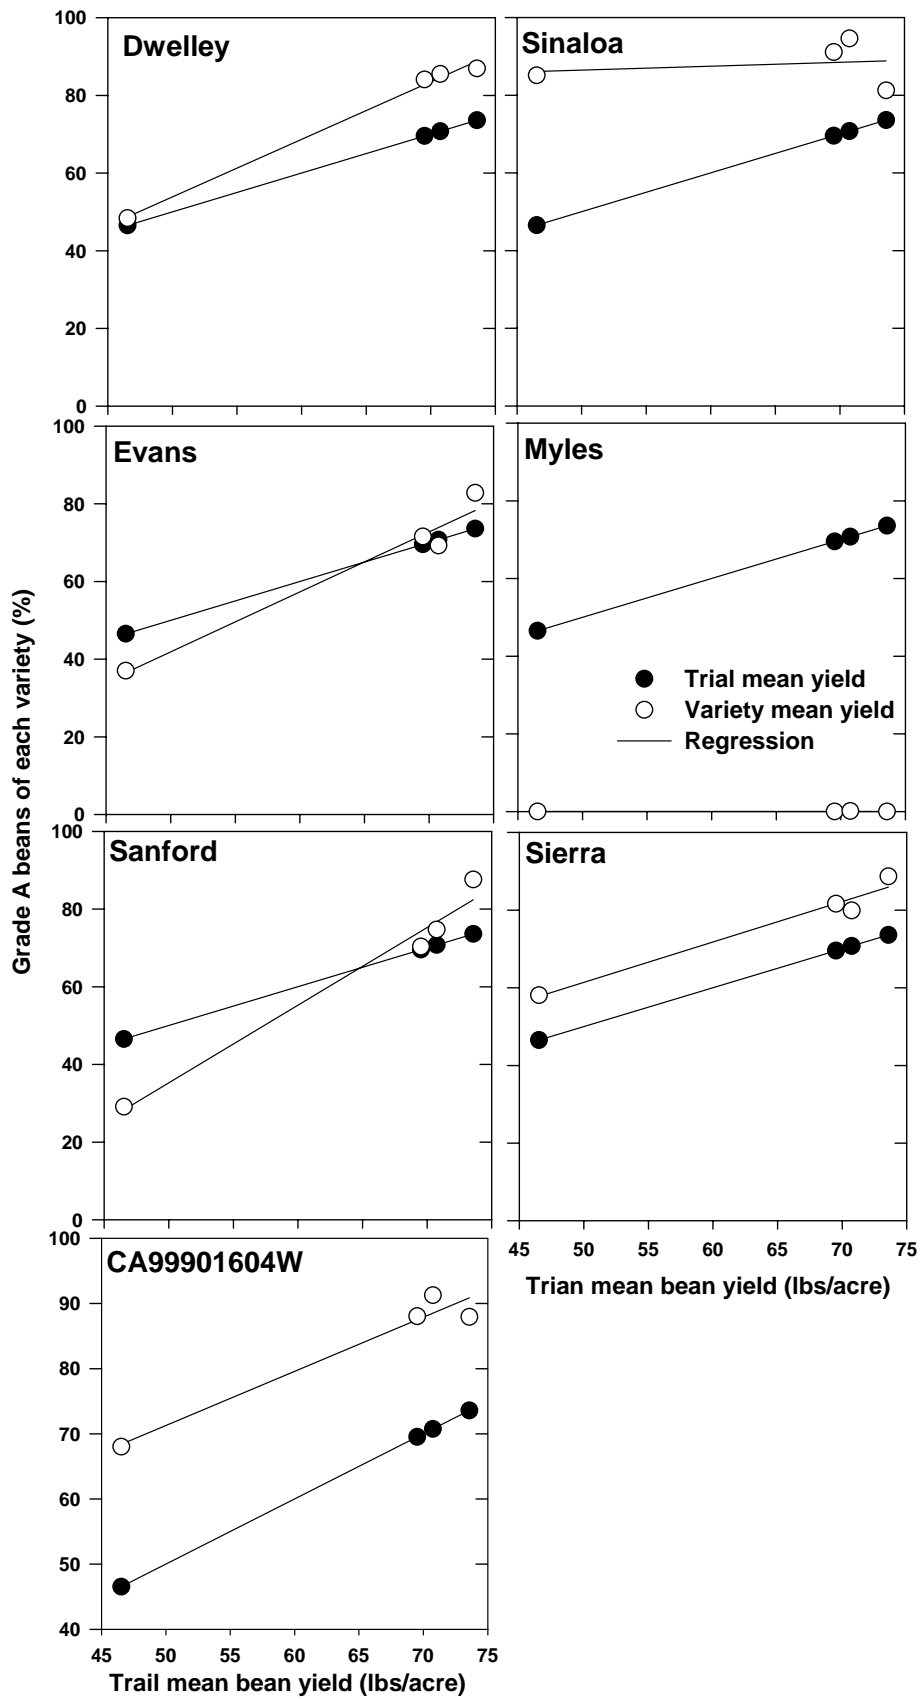 Grade A beans of each variety (%)
Dwelley
100
80
60
40
20
0
Sinaloa
Evans
100
80
60
40
20
0
Myles
Trial mean yield
Variety mean yield
Regression
Sanford
100
80
60
40
20
0
Sierra
45 55 60 65 70 75
Trian mean bean yield (lbs/acre)
CA99901604W
100
90
80
70
60
50
40
45 50 55 60 65 70 75
Trail mean bean yield (lbs/acre)